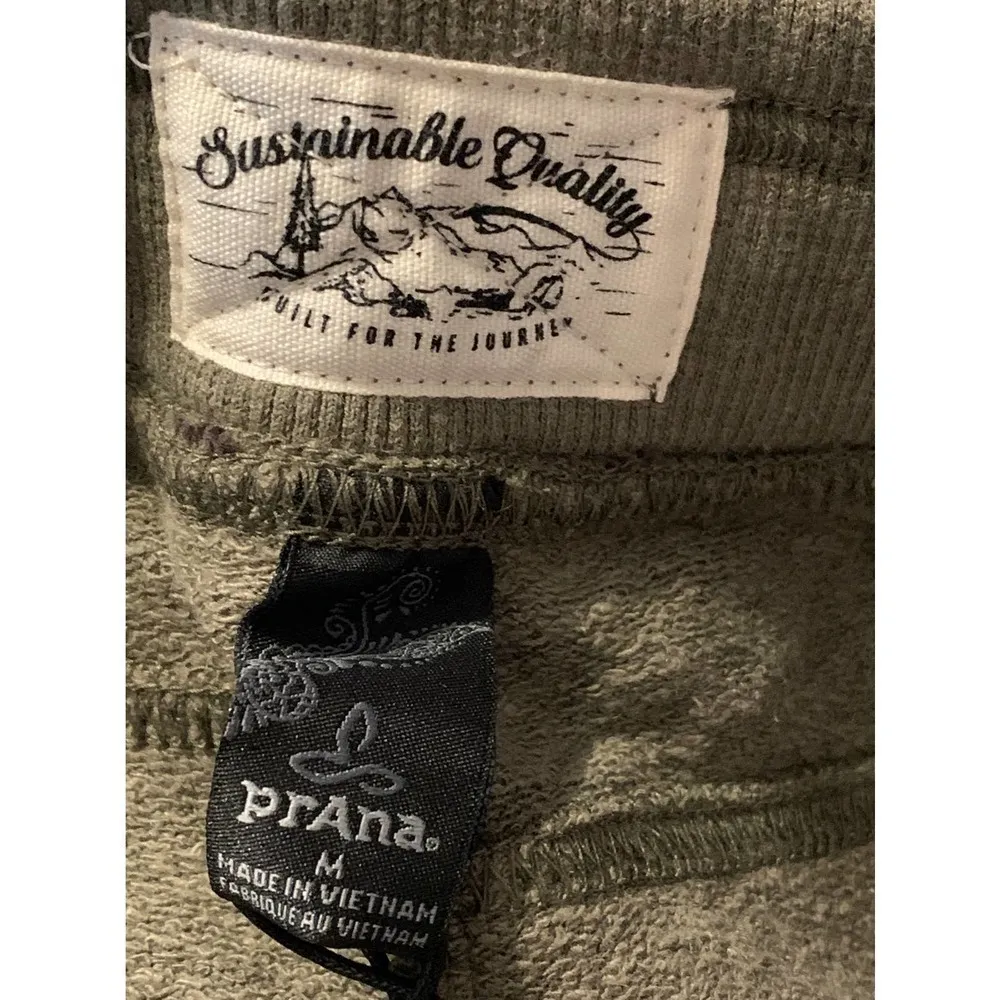 Sustainable Quality
BUILT FOR THE JOURNEY
prAna®
M
MADE IN VIETNAM
FABRIQUE AU VIETNAM